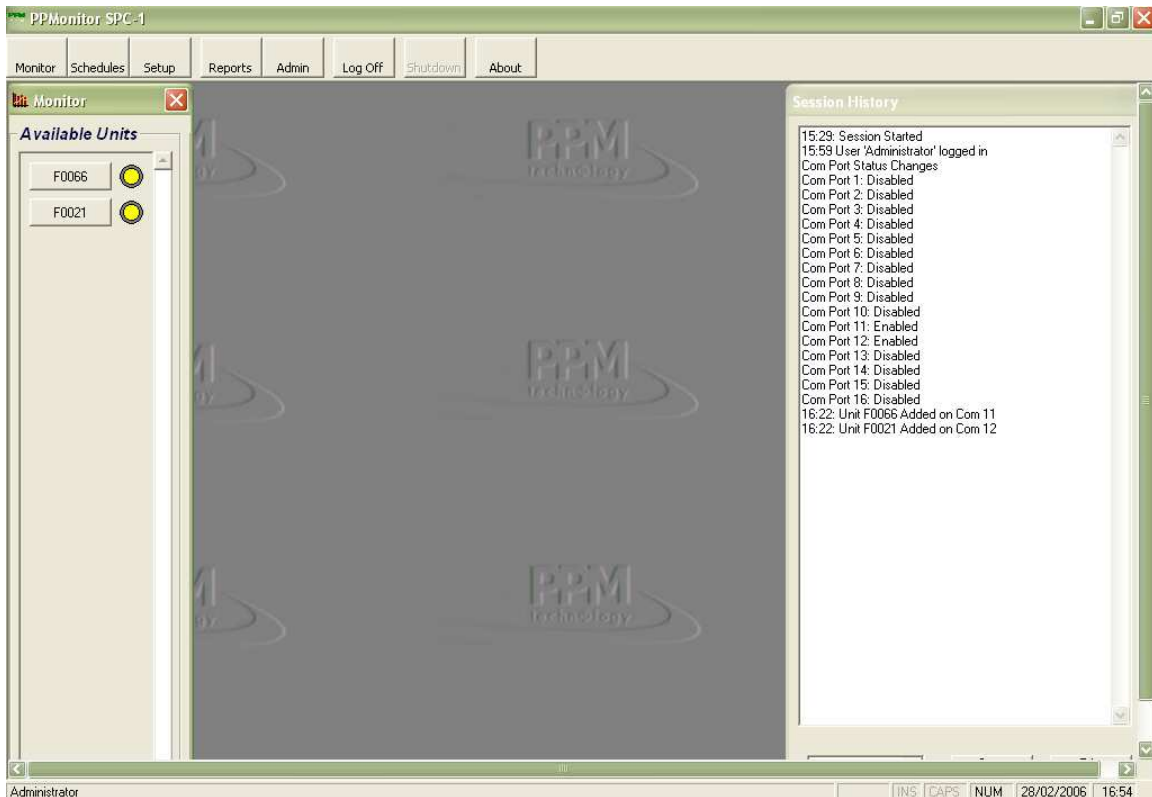 PPMonitor SPC-1
Monitor Schedules Setup Reports Admin Log Off Shutdown About
Monitor
Available Units
F0066
F0021
PPM
technology
PPM
technology
PPM
technology
Session History
15:29: Session Started
15:59 User 'Administrator' logged in
Com Port Status Changes
Com Port 1: Disabled
Com Port 2: Disabled
Com Port 3: Disabled
Com Port 4: Disabled
Com Port 5: Disabled
Com Port 6: Disabled
Com Port 7: Disabled
Com Port 8: Disabled
Com Port 9: Disabled
Com Port 10: Disabled
Com Port 11: Enabled
Com Port 12: Enabled
Com Port 13: Disabled
Com Port 14: Disabled
Com Port 15: Disabled
Com Port 16: Disabled
16:22: Unit F0066 Added on Com 11
16:22: Unit F0021 Added on Com 12
Administrator INS CAPS NUM 28/02/2006 16:54